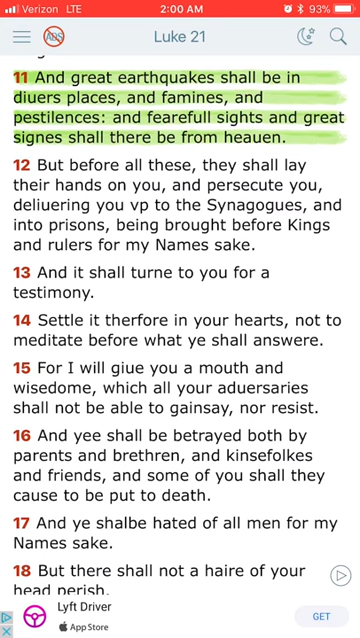 Verizon LTE 2:00 AM 93%
ADS Luke 21
11 And great earthquakes shall be in
diuers places, and famines, and
pestilences: and fearefull sights and great
signes shall there be from heauen.
12 But before all these, they shall lay
their hands on you, and persecute you,
deliuering you vp to the Synagogues, and
into prisons, being brought before Kings
and rulers for my Names sake.
13 And it shall turne to you for a
testimony.
14 Settle it therfore in your hearts, not to
meditate before what ye shall answere.
15 For I will giue you a mouth and
wisedome, which all your aduersaries
shall not be able to gainsay, nor resist.
16 And yee shall be betrayed both by
parents and brethren, and kinsefolkes
and friends, and some of you shall they
cause to be put to death.
17 And ye shalbe hated of all men for my
Names sake.
18 But there shall not a haire of your
head perish.
Lyft Driver
App Store
GET